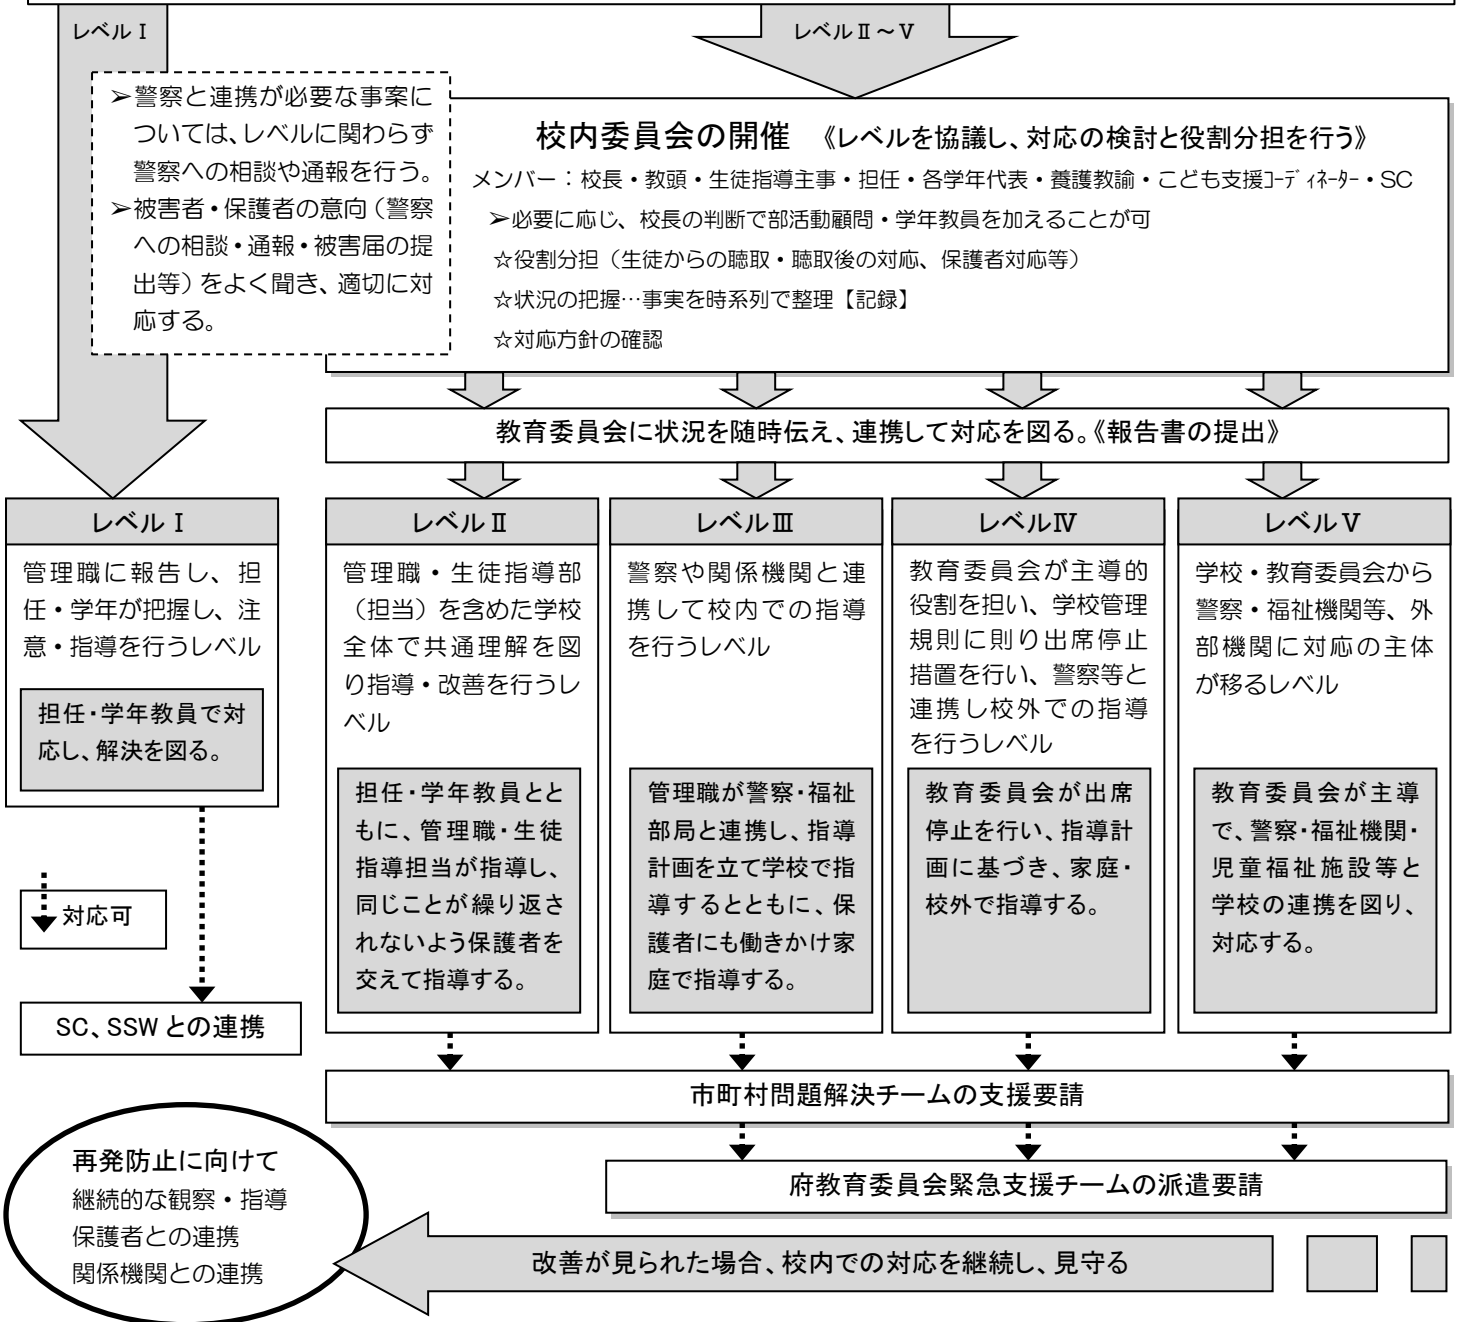 レベルⅠ
レベルⅡ～Ⅴ
➢警察と連携が必要な事案に
ついては、レベルに関わらず
警察への相談や通報を行う。
➢被害者・保護者の意向（警察
への相談・通報・被害届の提
出等）をよく聞き、適切に対
応する。
校内委員会の開催 《レベルを協議し、対応の検討と役割分担を行う》
メンバー：校長・教頭・生徒指導主事・担任・各学年代表・養護教諭・こども支援ｺｰﾃﾞｨﾈｰﾀｰ・SC
➢必要に応じ、校長の判断で部活動顧問・学年教員を加えることが可
☆役割分担（生徒からの聴取・聴取後の対応、保護者対応等）
☆状況の把握…事実を時系列で整理【記録】
☆対応方針の確認
教育委員会に状況を随時伝え、連携して対応を図る。《報告書の提出》
レベルⅠ
管理職に報告し、担
任・学年が把握し、注
意・指導を行うレベル
担任・学年教員で対
応し、解決を図る。
レベルⅡ
管理職・生徒指導部
（担当）を含めた学校
全体で共通理解を図
り指導・改善を行うレ
ベル
担任・学年教員とと
もに、管理職・生徒
指導担当が指導し、
同じことが繰り返さ
れないよう保護者を
交えて指導する。
レベルⅢ
警察や関係機関と連
携して校内での指導
を行うレベル
管理職が警察・福祉
部局と連携し、指導
計画を立て学校で指
導するとともに、保
護者にも働きかけ家
庭で指導する。
レベルⅣ
教育委員会が主導的
役割を担い、学校管理
規則に則り出席停止
措置を行い、警察等と
連携し校外での指導
を行うレベル
教育委員会が出席
停止を行い、指導計
画に基づき、家庭・
校外で指導する。
レベルⅤ
学校・教育委員会から
警察・福祉機関等、外
部機関に対応の主体
が移るレベル
教育委員会が主導
で、警察・福祉機関・
児童福祉施設等と
学校の連携を図り、
対応する。
対応可
SC、SSWとの連携
市町村問題解決チームの支援要請
府教育委員会緊急支援チームの派遣要請
再発防止に向けて
継続的な観察・指導
保護者との連携
関係機関との連携
改善が見られた場合、校内での対応を継続し、見守る